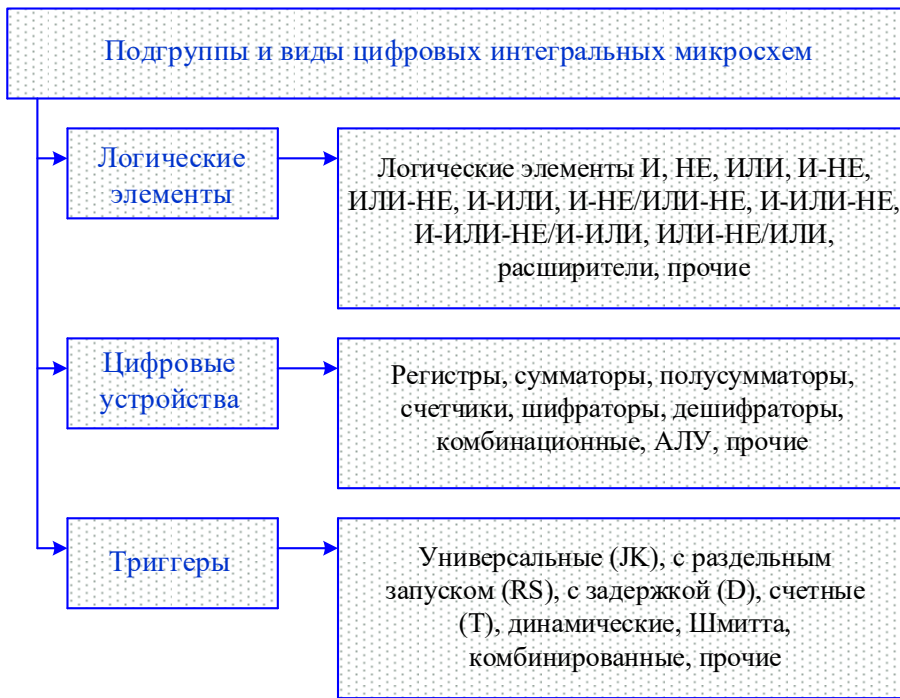 Подгруппы и виды цифровых интегральных микросхем
Логические
элементы
Логические элементы И, НЕ, ИЛИ, И-НЕ,
ИЛИ-НЕ, И-ИЛИ, И-НЕ/ИЛИ-НЕ, И-ИЛИ-НЕ,
И-ИЛИ-НЕ/И-ИЛИ, ИЛИ-НЕ/ИЛИ,
расширители, прочие
Цифровые
устройства
Регистры, сумматоры, полусумматоры,
счетчики, шифраторы, дешифраторы,
комбинационные, АЛУ, прочие
Триггеры
Универсальные (JK), с раздельным
запуском (RS), с задержкой (D), счетные
(T), динамические, Шмитта,
комбинированные, прочие